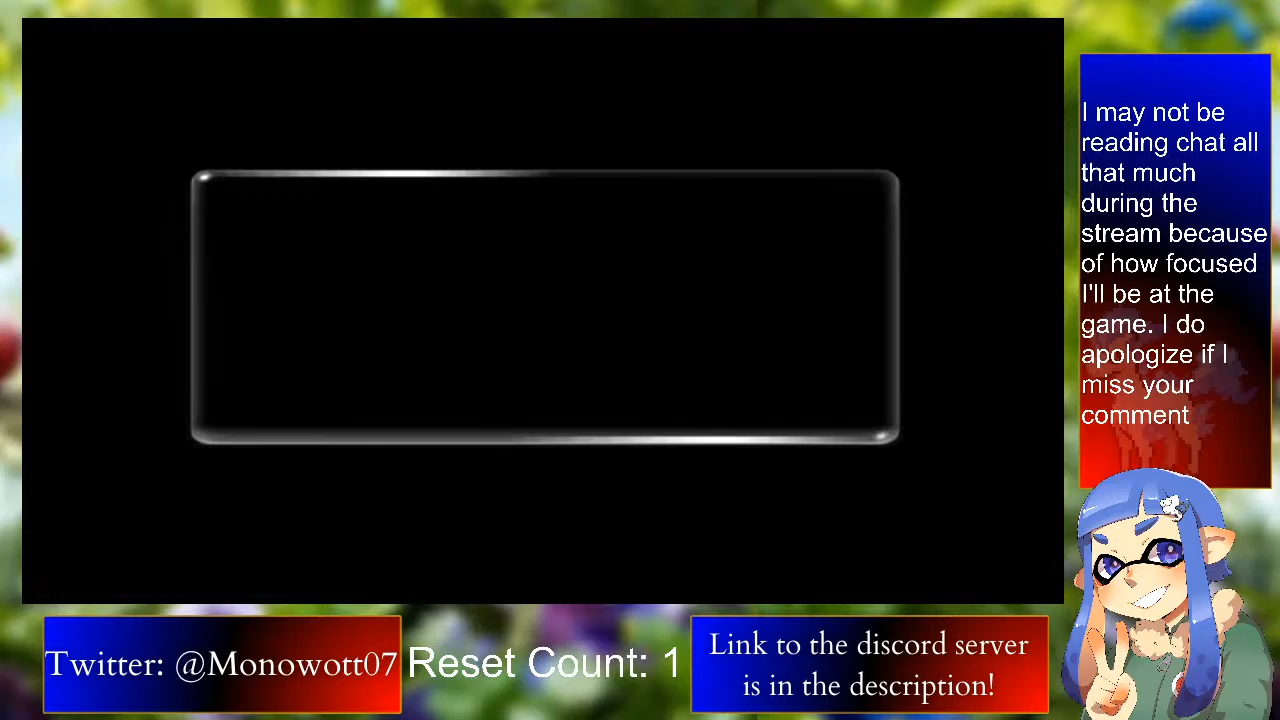 I may not be
reading chat all
that much
during the
stream because
of how focused
I'll be at the
game. I do
apologize if I
miss your
comment
Twitter: @Monowott07
Reset Count: 1
Link to the discord server
is in the description!